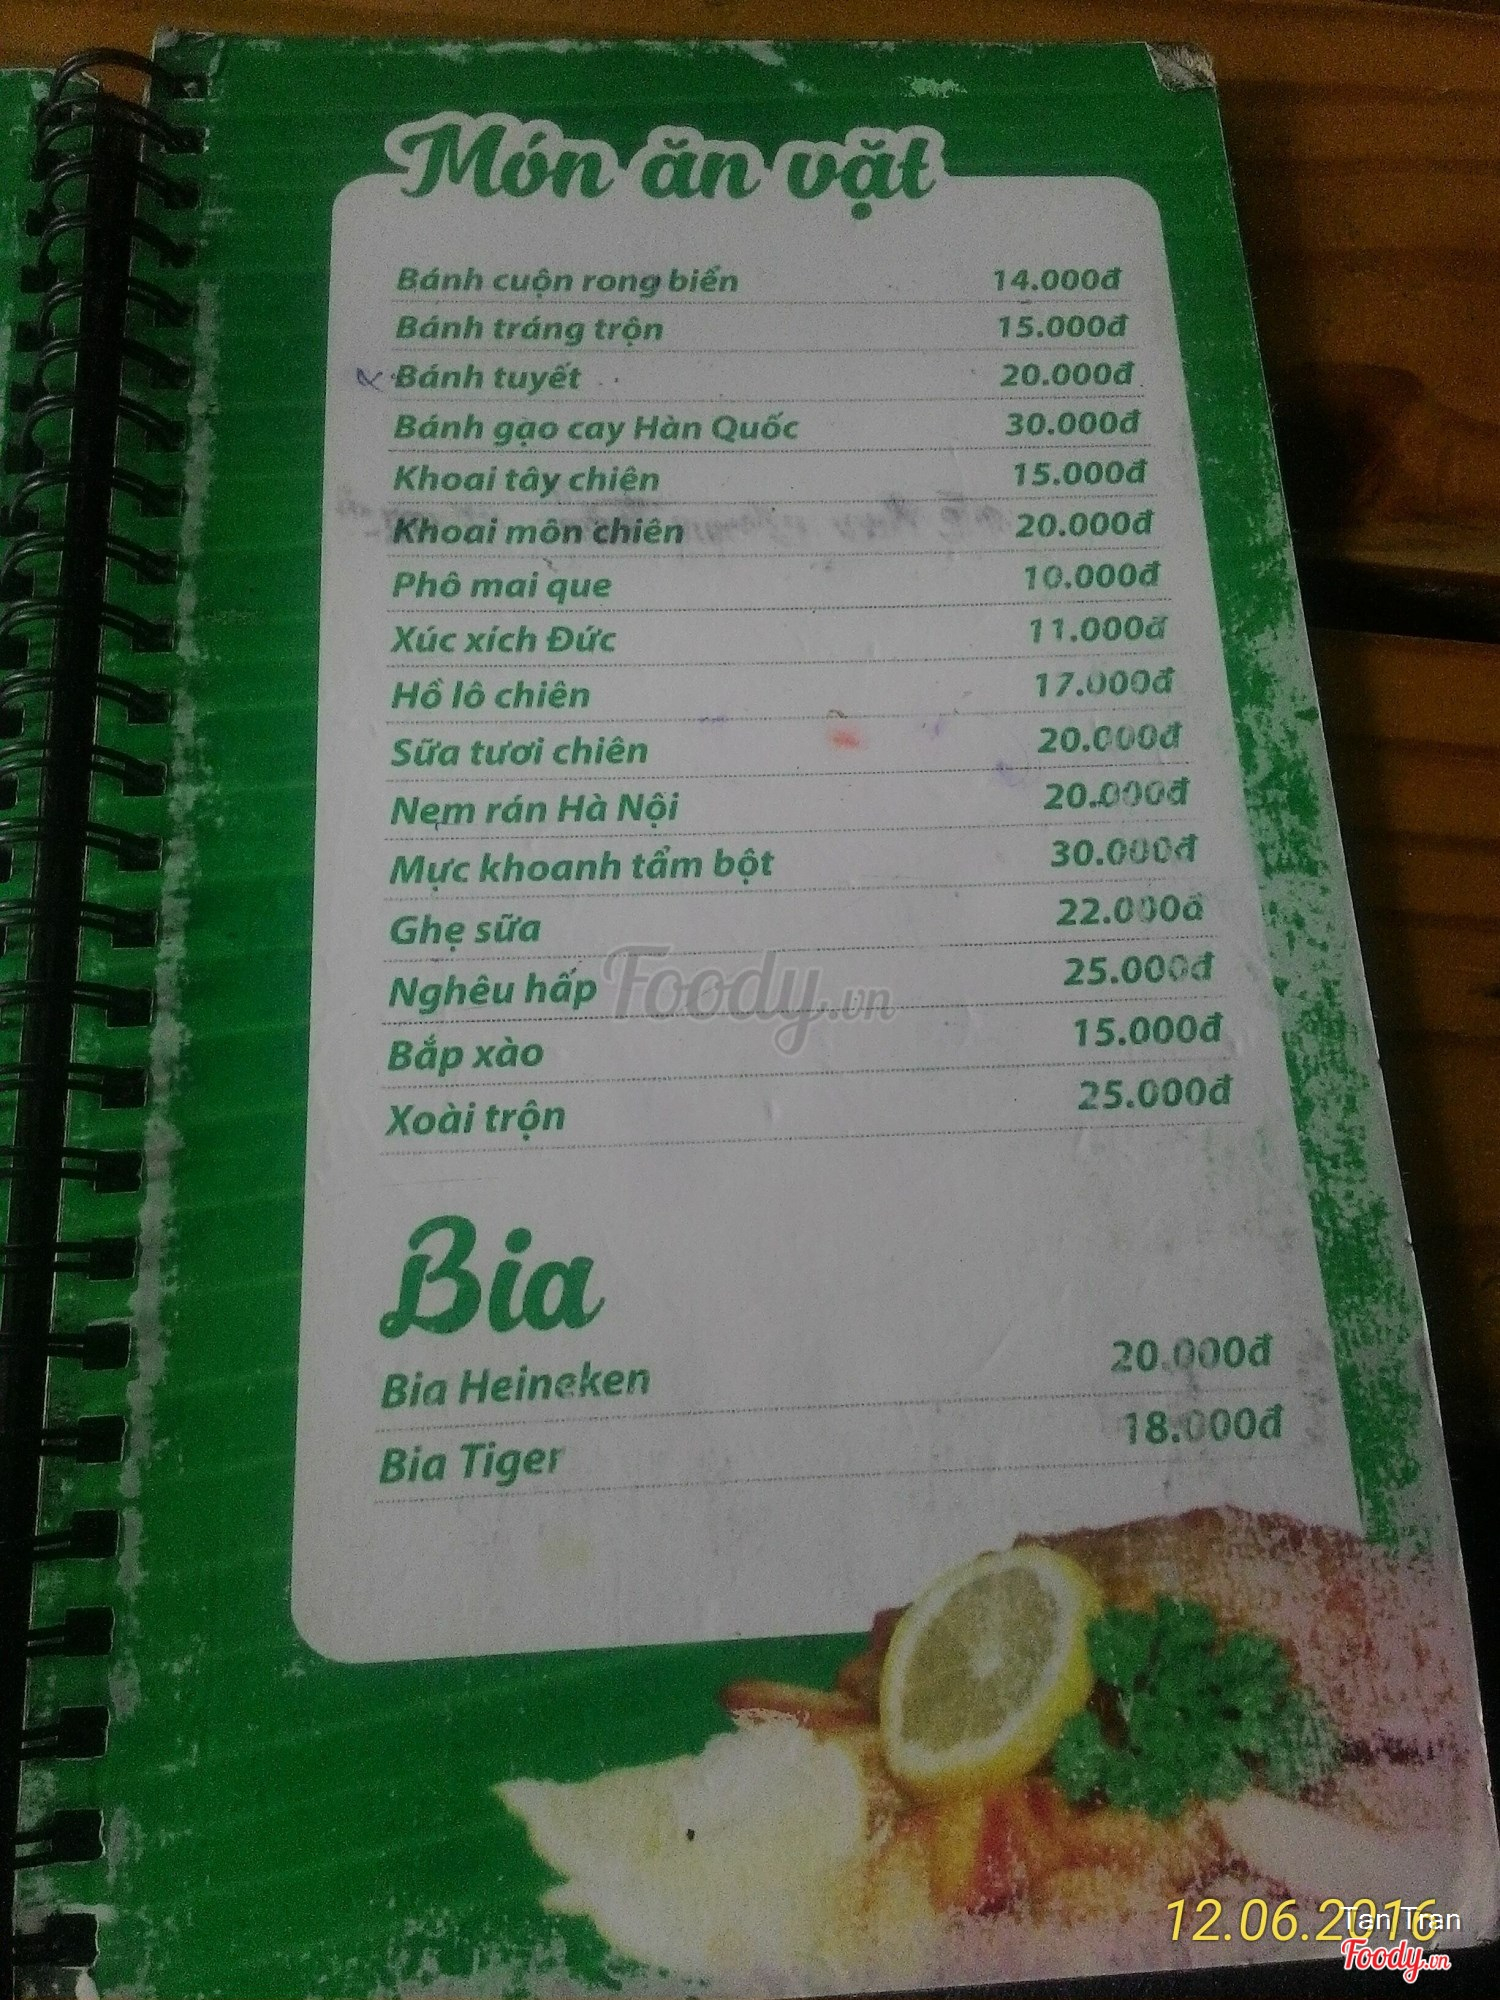 Món ăn vặt
Bánh cuộn rong biển 14.000đ
Bánh tráng trộn 15.000đ
Bánh tuyết 20.000đ
Bánh gạo cay Hàn Quốc 30.000đ
Khoai tây chiên 15.000đ
Khoai môn chiên 20.000đ
Phô mai que 10.000đ
Xúc xích Đức 11.000đ
Hồ lô chiên 17.000đ
Sữa tươi chiên 20.000đ
Nem rán Hà Nội 20.000đ
Mực khoanh tẩm bột 30.000đ
Ghẹ sữa 22.000đ
Nghêu hấp 25.000đ
Foody.vn
Bắp xào 15.000đ
Xoài trộn 25.000đ
Bia
Bia Heineken 20.000đ
Bia Tiger 18.000đ
12.06.2016
Tan Tran
Foody.vn